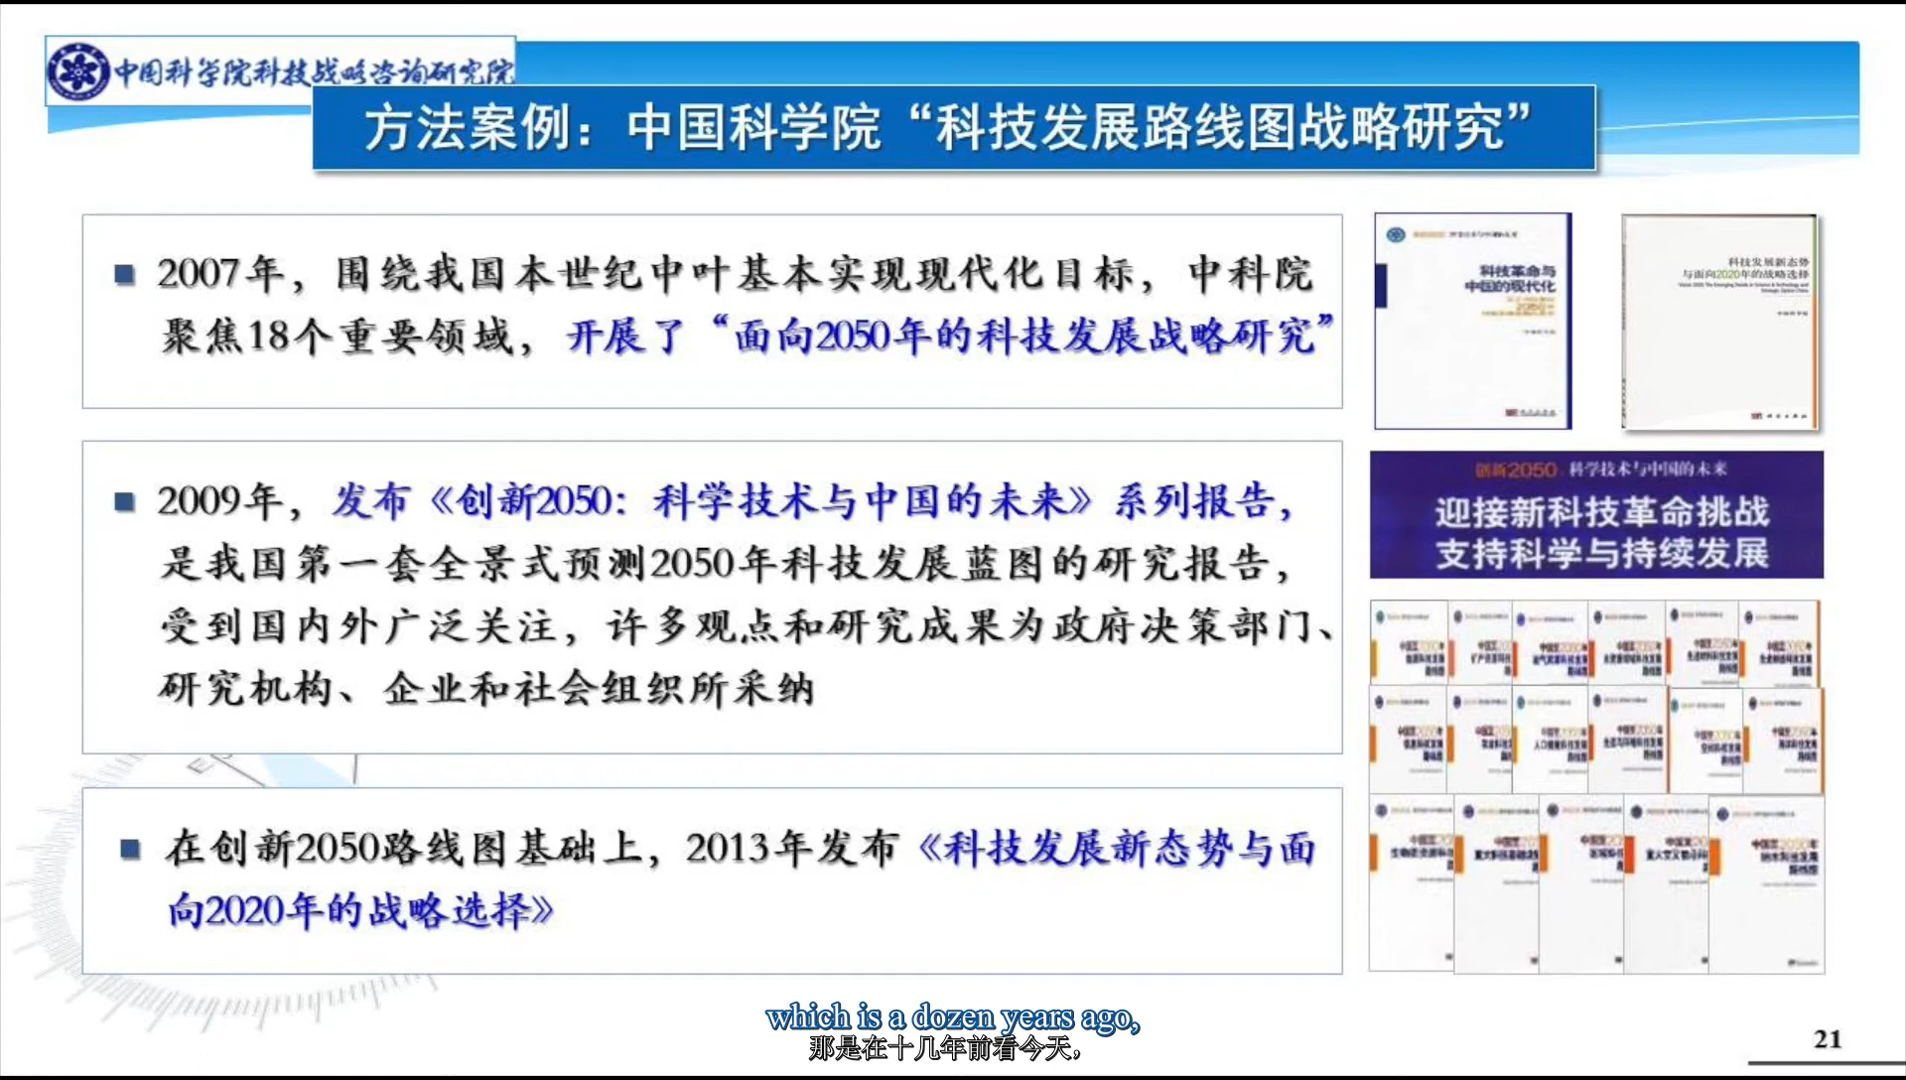 中国科学院科技战略咨询研究院
方法案例：中国科学院“科技发展路线图战略研究”
■ 2007年，围绕我国本世纪中叶基本实现现代化目标，中科院
聚焦18个重要领域，开展了“面向2050年的科技发展战略研究”
■ 2009年，发布《创新2050：科学技术与中国的未来》系列报告，
是我国第一套全景式预测2050年科技发展蓝图的研究报告，
受到国内外广泛关注，许多观点和研究成果为政府决策部门、
研究机构、企业和社会组织所采纳
■ 在创新2050路线图基础上，2013年发布《科技发展新态势与面
向2020年的战略选择》
科技革命与
中国的现代化
科技发展新态势
与面向2020年的战略选择
创新2050：科学技术与中国的未来
迎接新科技革命挑战
支持科学与持续发展
which is a dozen years ago,
那是在十几年前看今天，
21